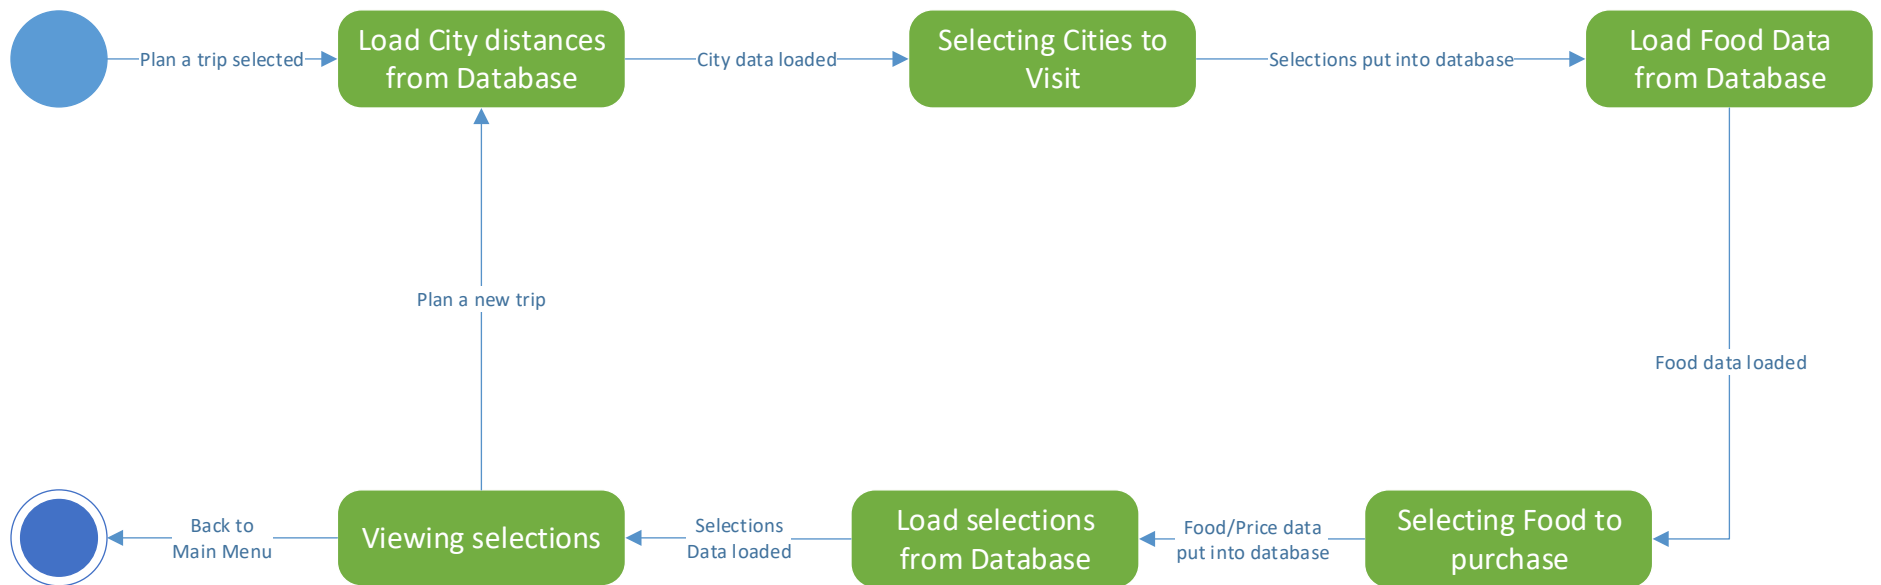 Plan a trip selected
Load City distances
from Database
City data loaded
Selecting Cities to
Visit
Selections put into database
Load Food Data
from Database
Plan a new trip
Food data loaded
Back to
Main Menu
Viewing selections
Selections
Data loaded
Load selections
from Database
Food/Price data
put into database
Selecting Food to
purchase